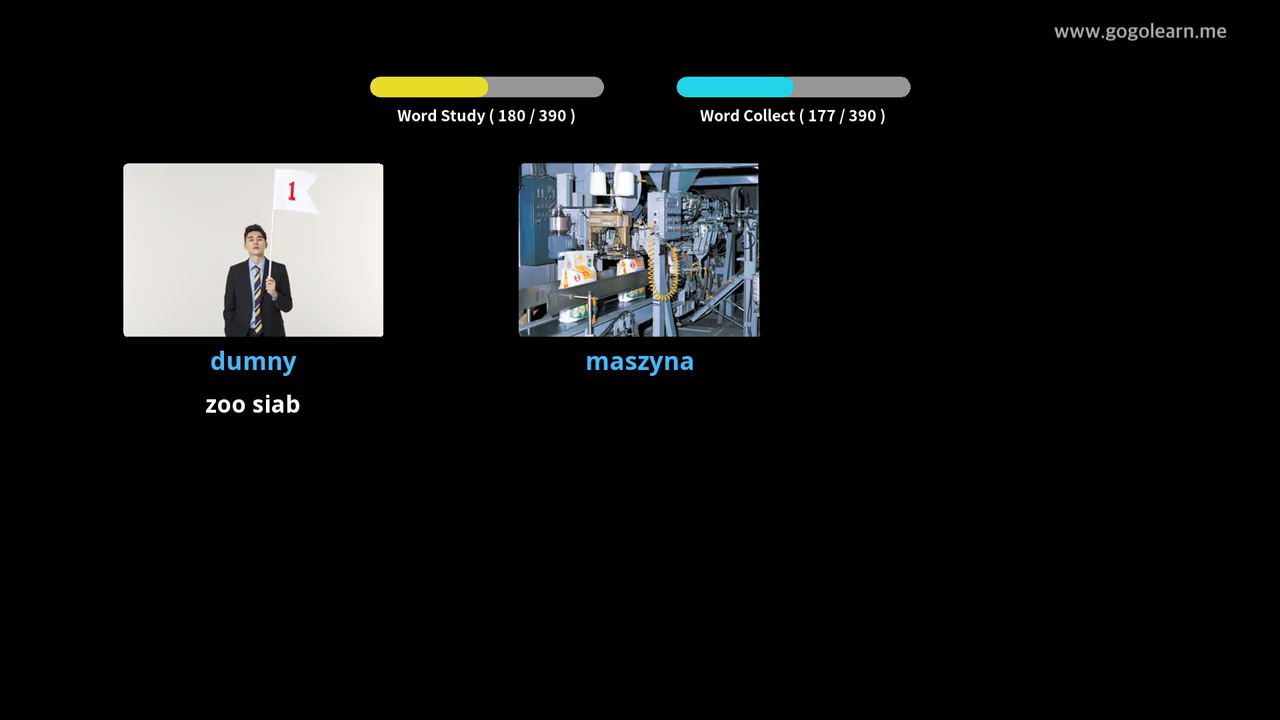 www.gogolearn.me
Word Study ( 180 / 390 )
Word Collect ( 177 / 390 )
1
dumny
maszyna
zoo siab